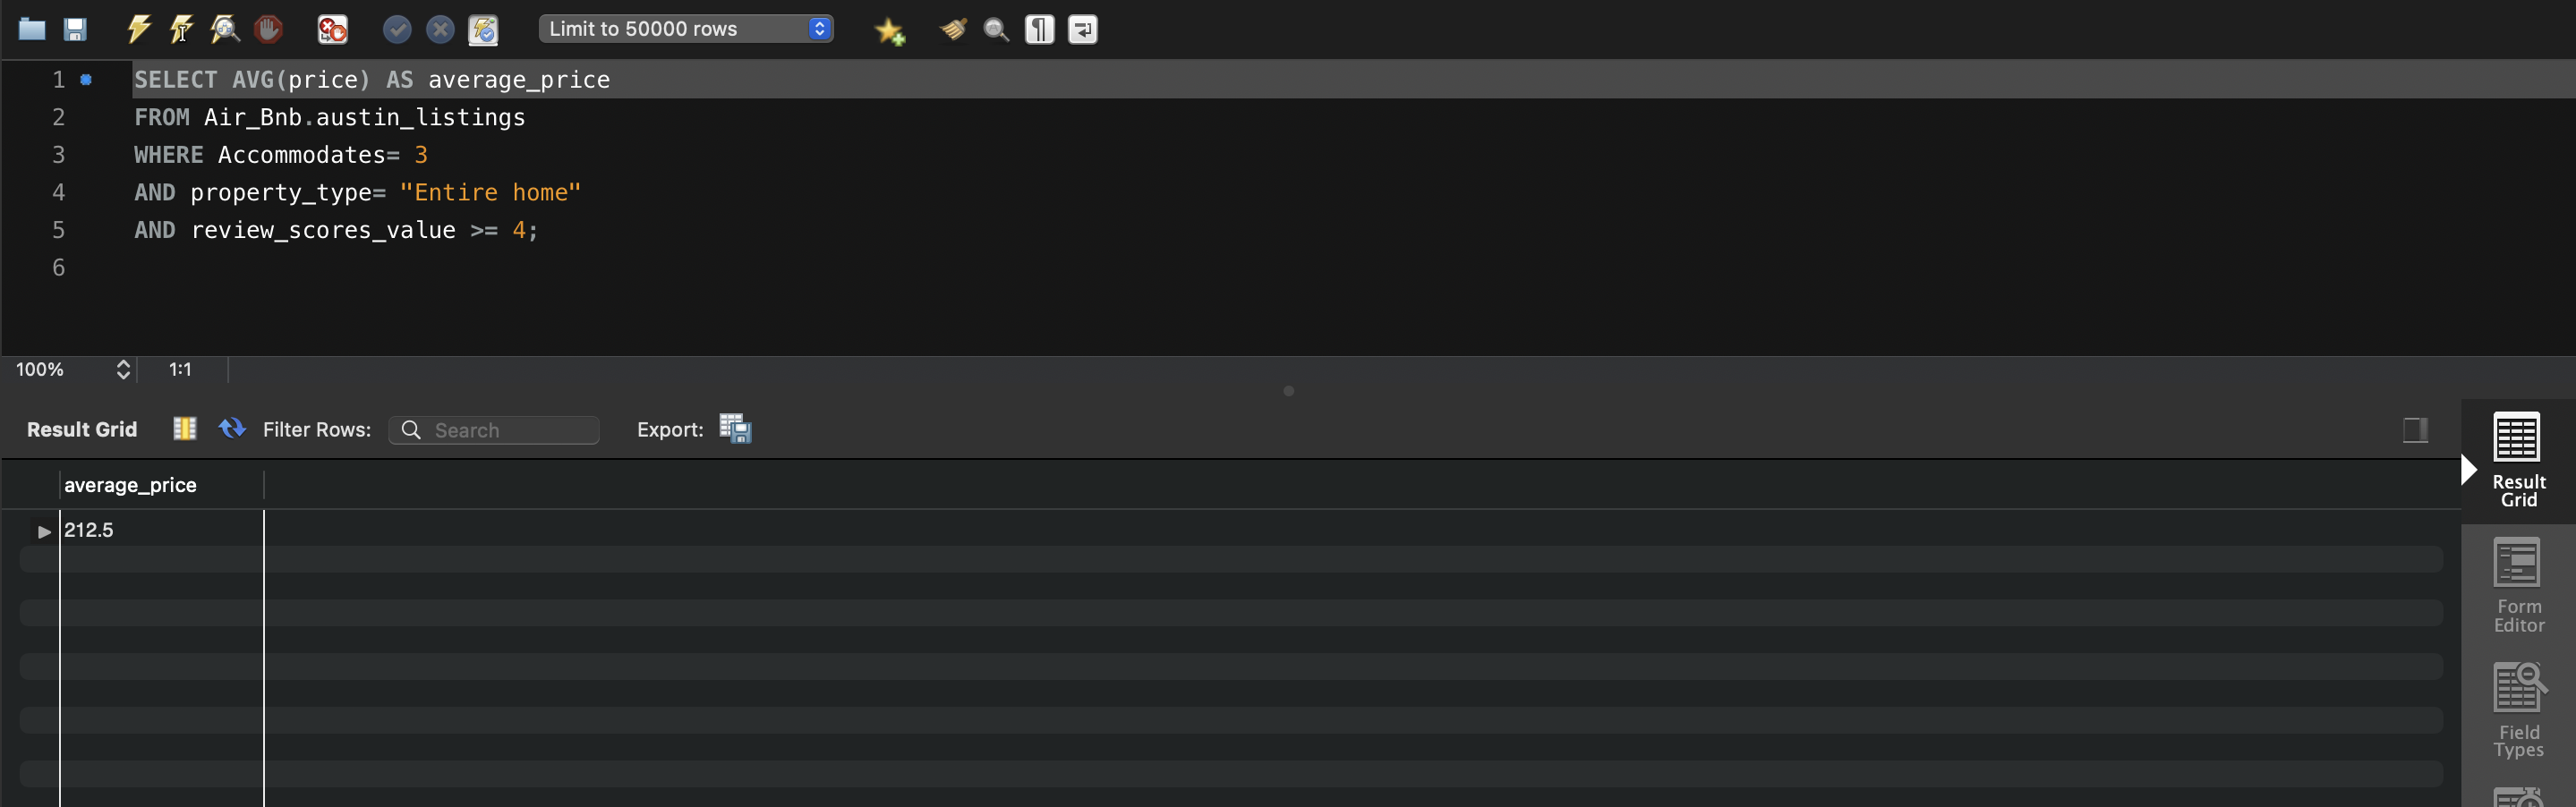 Limit to 50000 rows
1 SELECT AVG(price) AS average_price
2 FROM Air_Bnb.austin_listings
3 WHERE Accommodates= 3
4 AND property_type= "Entire home"
5 AND review_scores_value >= 4;
6
100% 1:1
Result Grid Filter Rows: Search Export:
average_price
212.5
Result
Grid
Form
Editor
Field
Types